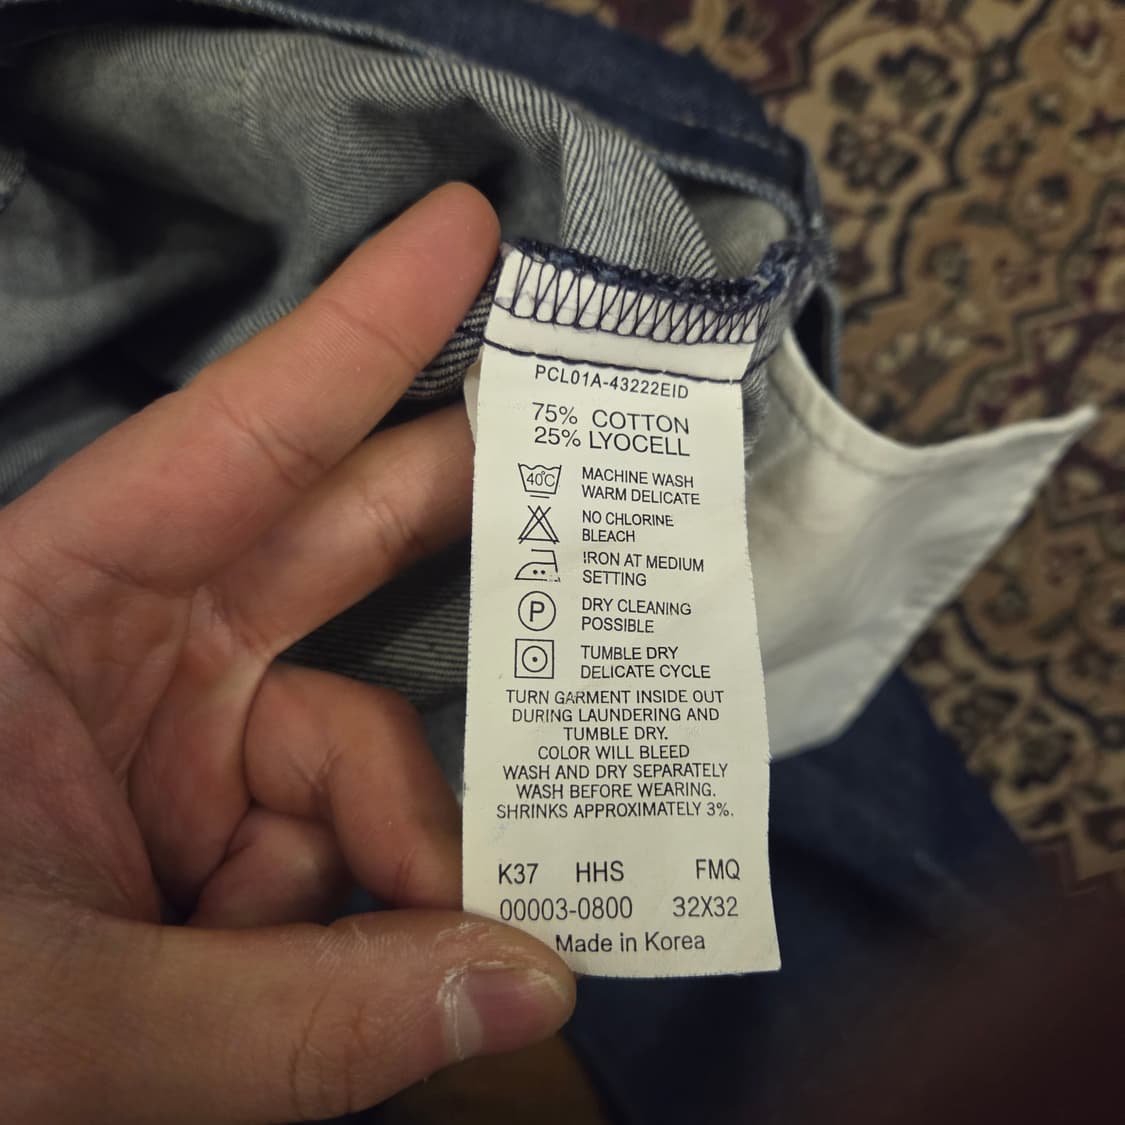 PCL01A-43222EID
75% COTTON
25% LYOCELL
40°C MACHINE WASH
WARM DELICATE
NO CHLORINE
BLEACH
IRON AT MEDIUM
SETTING
P DRY CLEANING
POSSIBLE
TUMBLE DRY
DELICATE CYCLE
TURN GARMENT INSIDE OUT
DURING LAUNDERING AND
TUMBLE DRY.
COLOR WILL BLEED
WASH AND DRY SEPARATELY
WASH BEFORE WEARING.
SHRINKS APPROXIMATELY 3%.
K37 HHS FMQ
00003-0800 32X32
Made in Korea